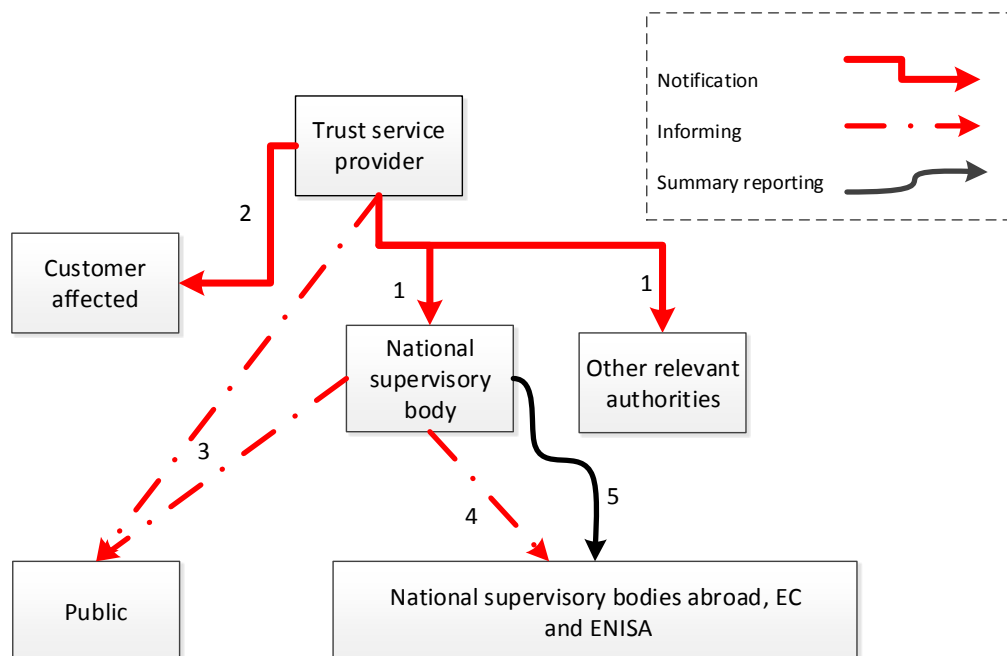 Notification
Informing
Summary reporting
Trust service
provider
2
Customer
affected
1
1
National
supervisory
body
Other relevant
authorities
3
4
5
Public
National supervisory bodies abroad, EC
and ENISA